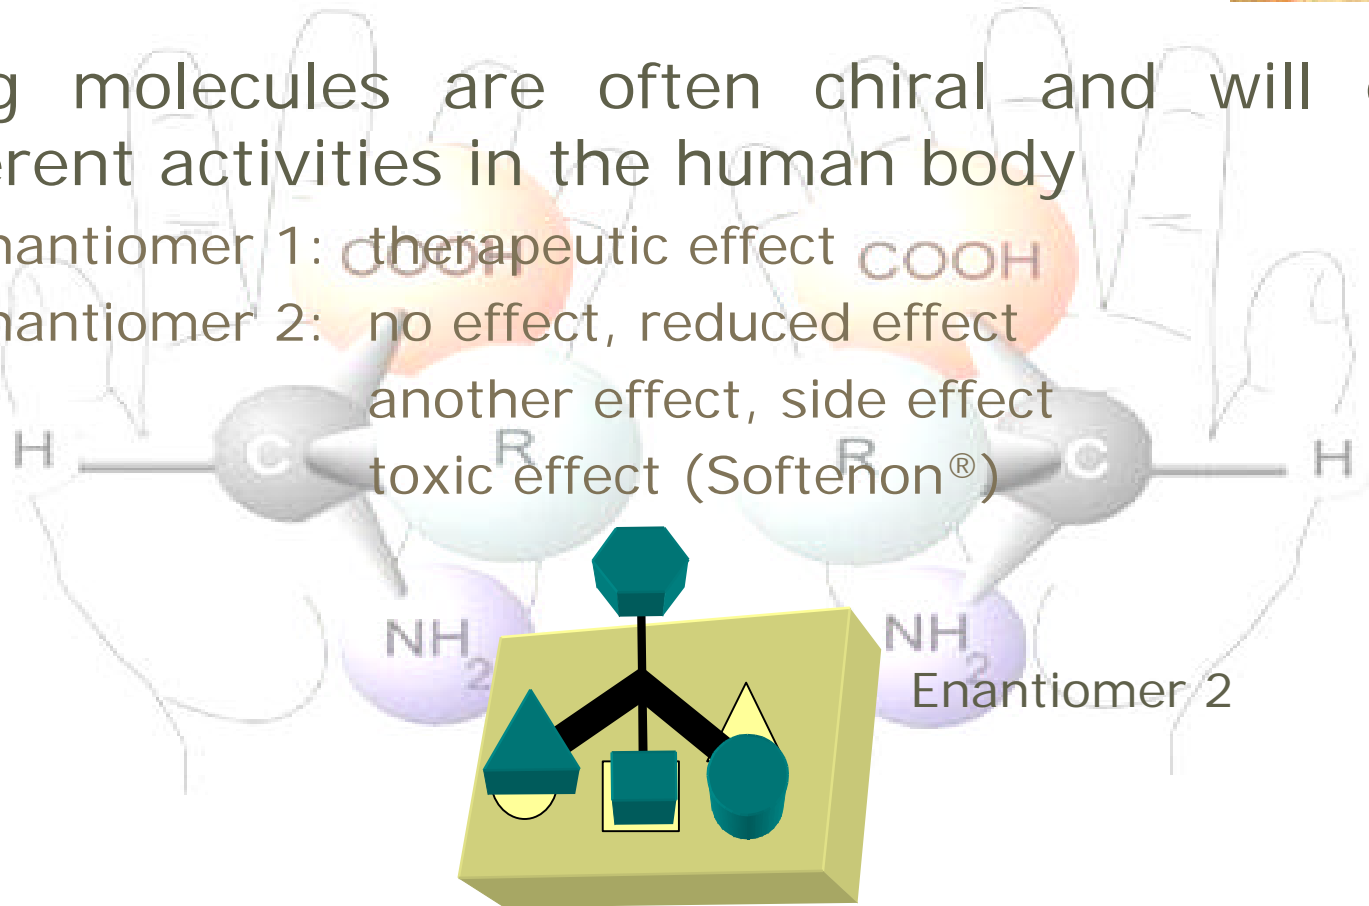 g molecules are often chiral and will
erent activities in the human body
nantiomer 1: therapeutic effect
nantiomer 2: no effect, reduced effect
another effect, side effect
toxic effect (Softenon®)
COOH COOH
H C R R C H
NH2 NH2
Enantiomer 2